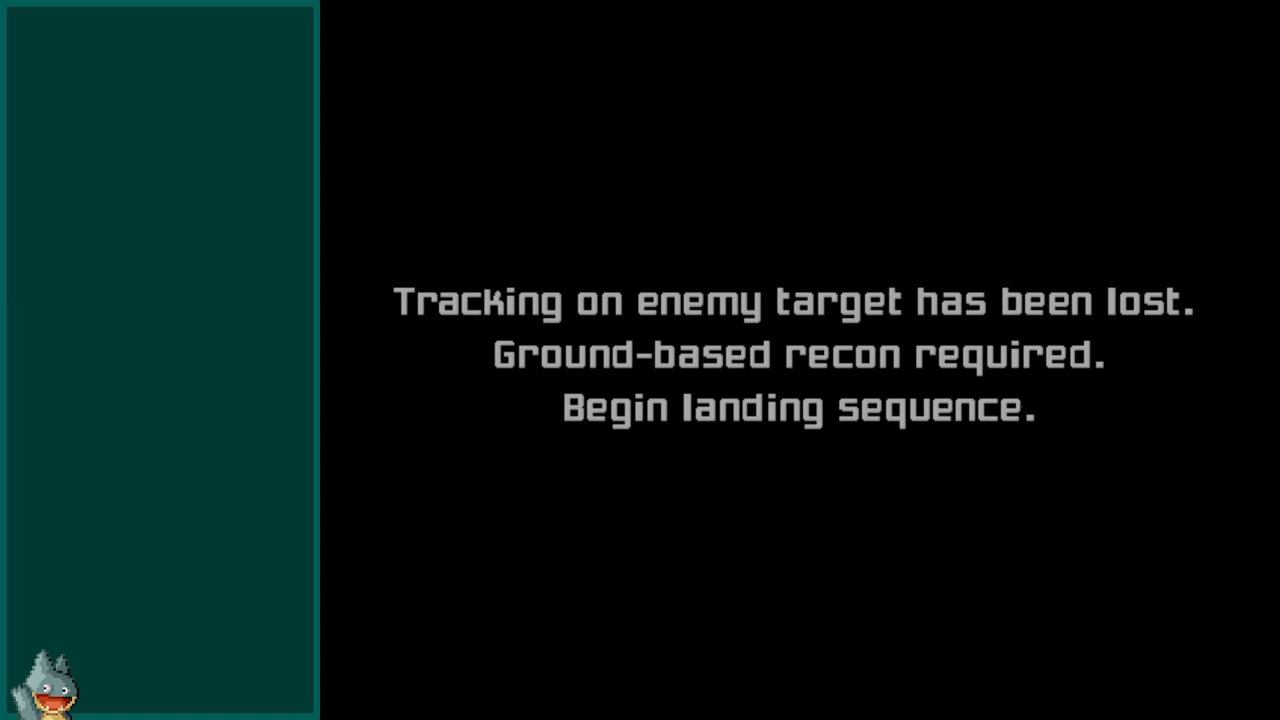 Tracking on enemy target has been lost.
Ground-based recon required.
Begin landing sequence.